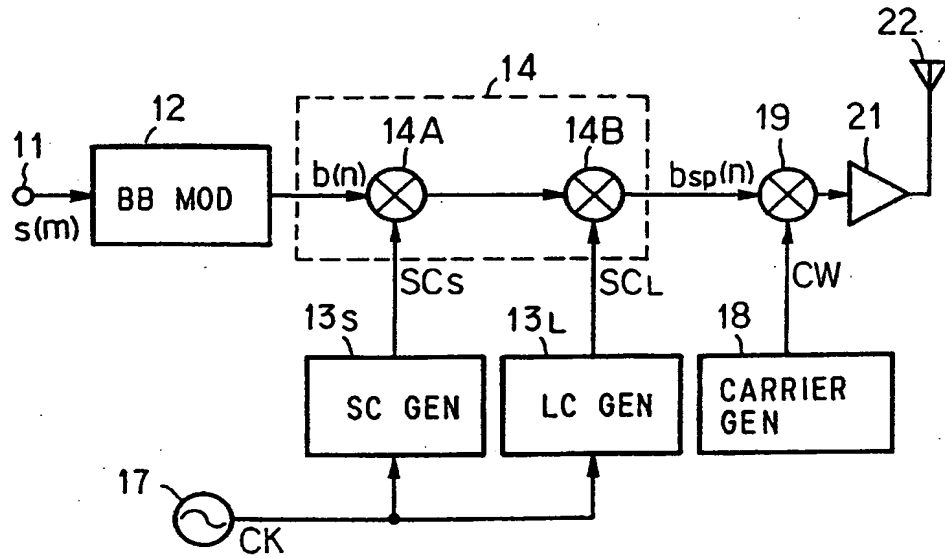 22
14
12
14A
14B
19
21
11
b(n)
bsp(n)
BB MOD
s(m)
SCS
SCL
CW
13S
13L
18
SC GEN
LC GEN
CARRIER
GEN
17
CK